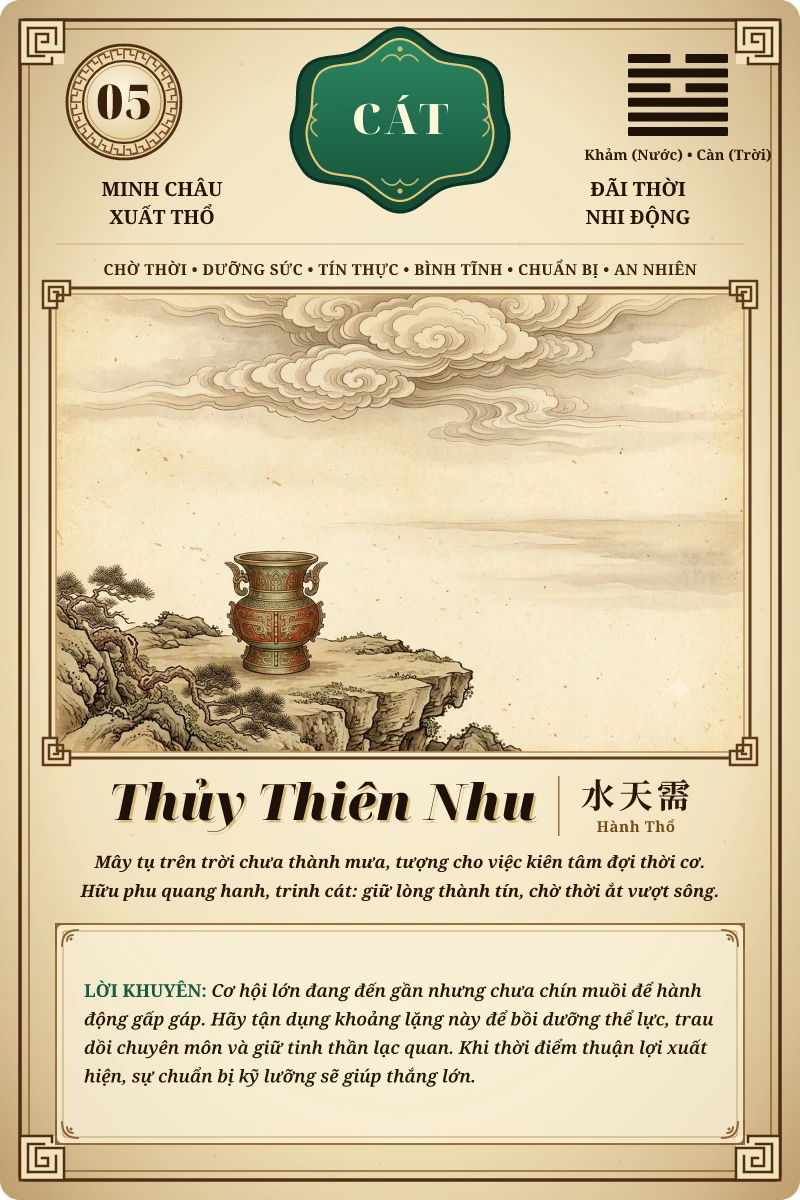 05
CÁT
Khảm (Nước) • Càn (Trời)
MINH CHÂU
XUẤT THỔ
ĐÃI THỜI
NHI ĐỘNG
CHỜ THỜI • DƯỠNG SỨC • TÍN THỰC • BÌNH TĨNH • CHUẨN BỊ • AN NHIÊN
Thủy Thiên Nhu
水天需
Hành Thổ
Mây tụ trên trời chưa thành mưa, tượng cho việc kiên tâm đợi thời cơ.
Hữu phu quang hanh, trinh cát: giữ lòng thành tín, chờ thời ắt vượt sông.
LỜI KHUYÊN: Cơ hội lớn đang đến gần nhưng chưa chín muồi để hành
động gấp gáp. Hãy tận dụng khoảng lặng này để bồi dưỡng thể lực, trau
dồi chuyên môn và giữ tinh thần lạc quan. Khi thời điểm thuận lợi xuất
hiện, sự chuẩn bị kỹ lưỡng sẽ giúp thắng lớn.